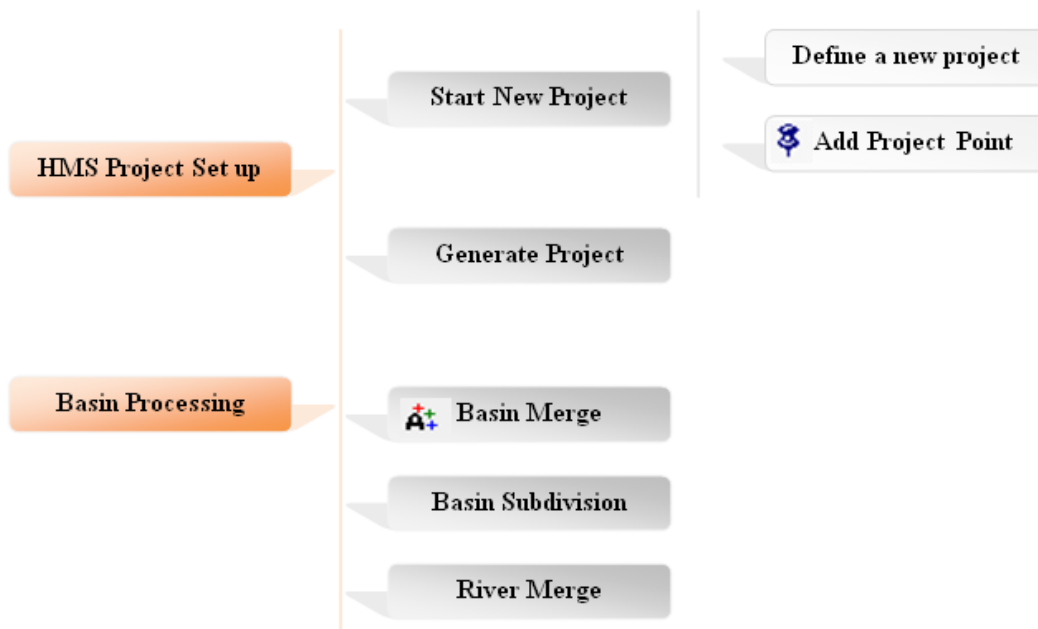 Define a new project
Start New Project
Add Project Point
HMS Project Set up
Generate Project
Basin Processing
Basin Merge
Basin Subdivision
River Merge